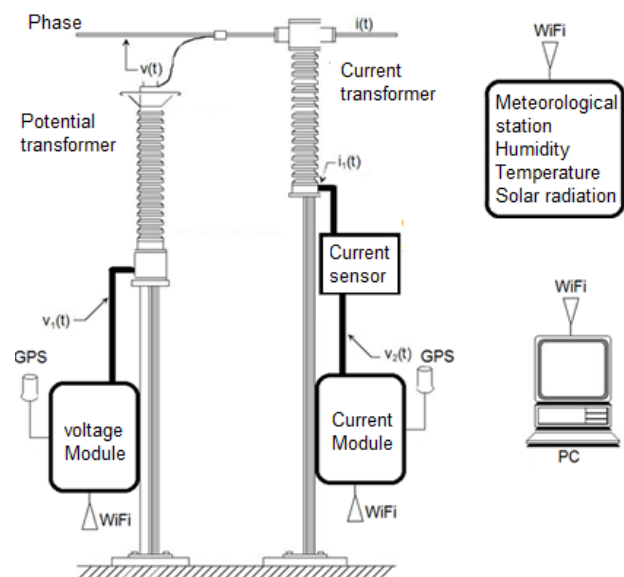 Phase
i(t)
v(t)
Potential
transformer
Current
transformer
i₁(t)
Current
sensor
v₁(t)
v₂(t)
GPS
GPS
voltage
Module
Current
Module
WiFi
WiFi
WiFi
Meteorological
station
Humidity
Temperature
Solar radiation
WiFi
PC